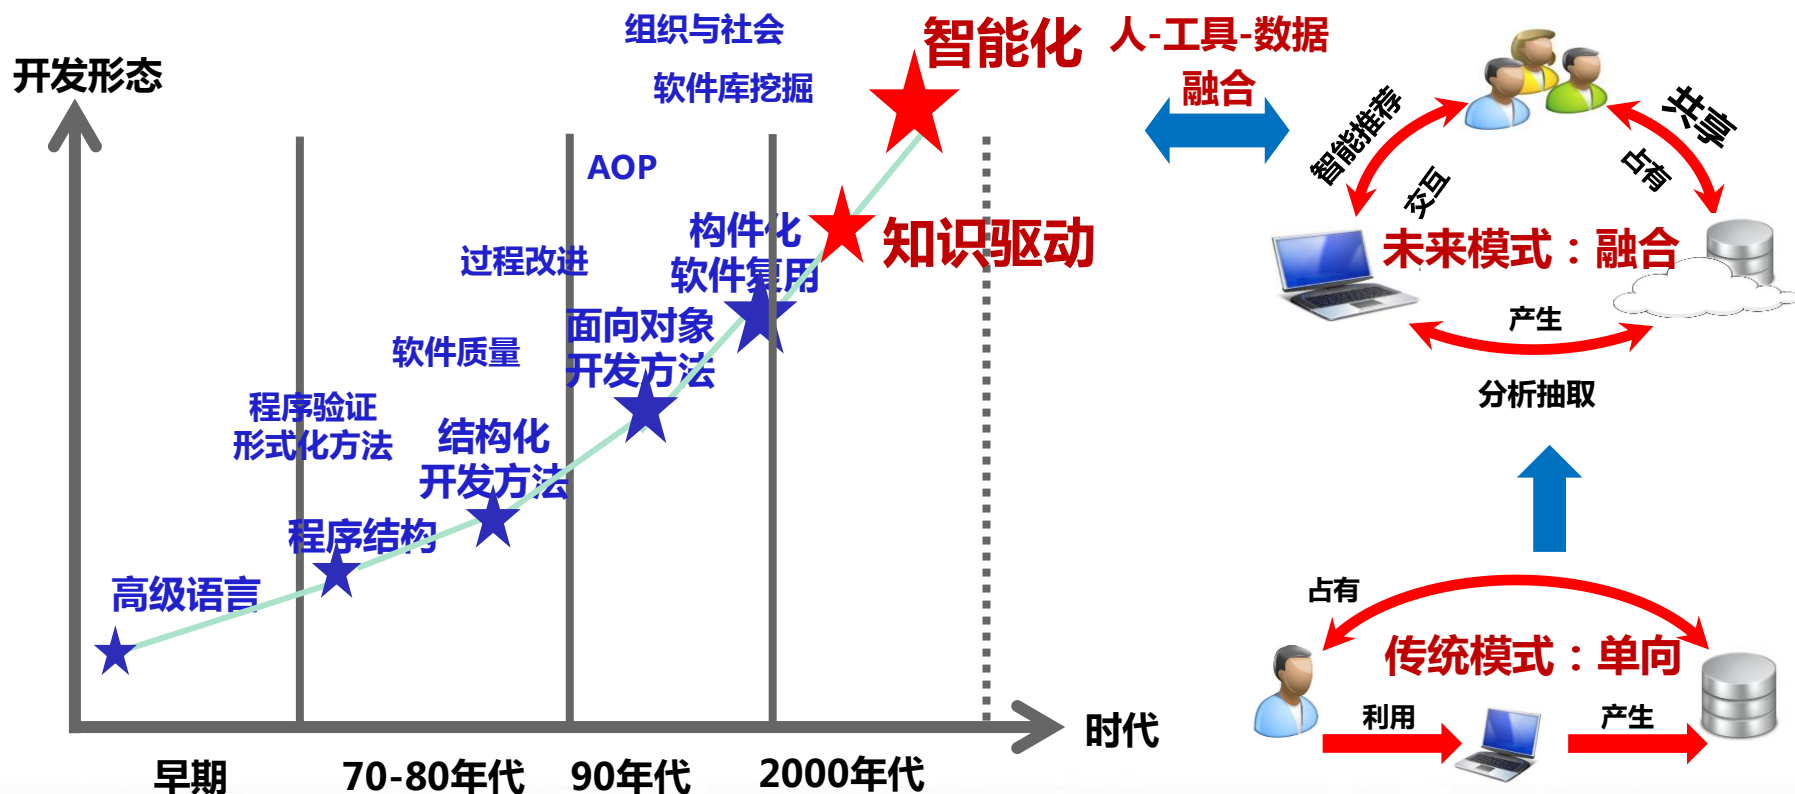 开发形态
组织与社会
软件库挖掘
智能化
AOP
构件化
软件复用
知识驱动
过程改进
面向对象
开发方法
软件质量
程序验证
形式化方法
结构化
开发方法
程序结构
高级语言
时代
早期
70-80年代
90年代
2000年代
人-工具-数据
融合
智能推荐
交互
共享
占有
未来模式：融合
产生
分析抽取
占有
传统模式：单向
利用
产生